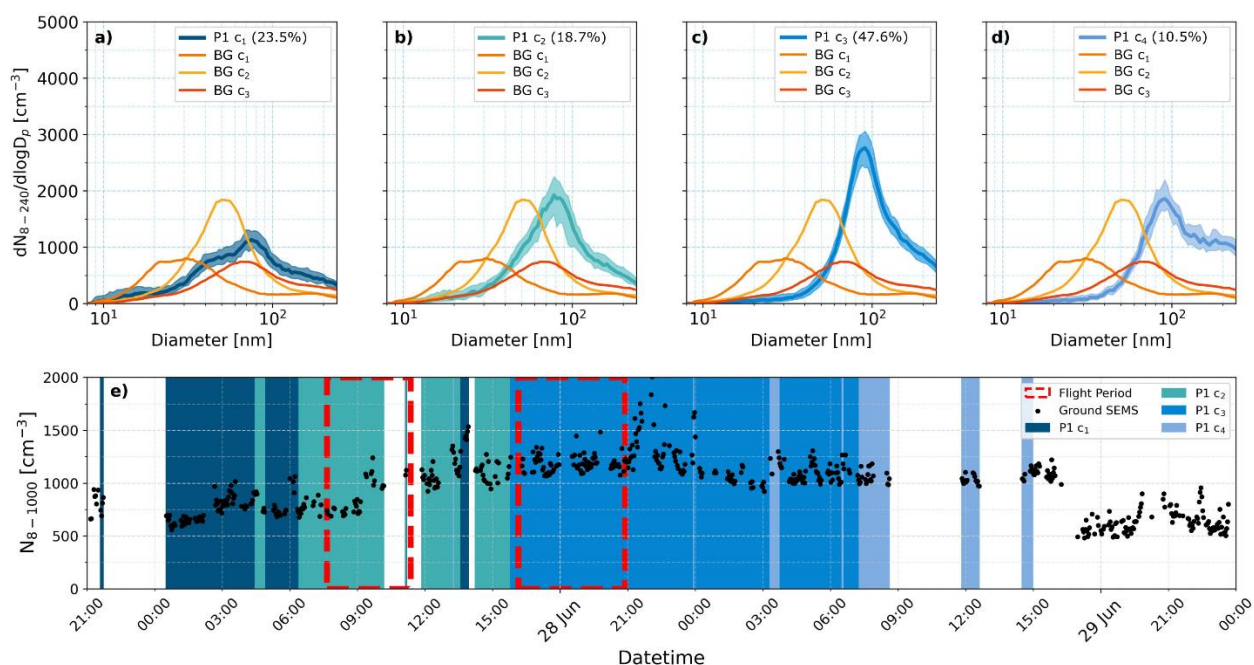 a)
P1 c₁ (23.5%)
BG c₁
BG c₂
BG c₃
b)
P1 c₂ (18.7%)
BG c₁
BG c₂
BG c₃
c)
P1 c₃ (47.6%)
BG c₁
BG c₂
BG c₃
d)
P1 c₄ (10.5%)
BG c₁
BG c₂
BG c₃
dN₈₋₂₄₀/dlogDₚ [cm⁻³]
5000
4000
3000
2000
1000
0
10¹ 10² 10¹ 10² 10¹ 10² 10¹ 10²
Diameter [nm] Diameter [nm] Diameter [nm] Diameter [nm]
e)
N₈₋₁₀₀₀ [cm⁻³]
2000
1500
1000
500
0
Flight Period
Ground SEMS
P1 c₁
P1 c₂
P1 c₃
P1 c₄
21:00 00:00 03:00 06:00 09:00 12:00 15:00 28 Jun 21:00 00:00 03:00 06:00 09:00 12:00 15:00 29 Jun 21:00 00:00
Datetime